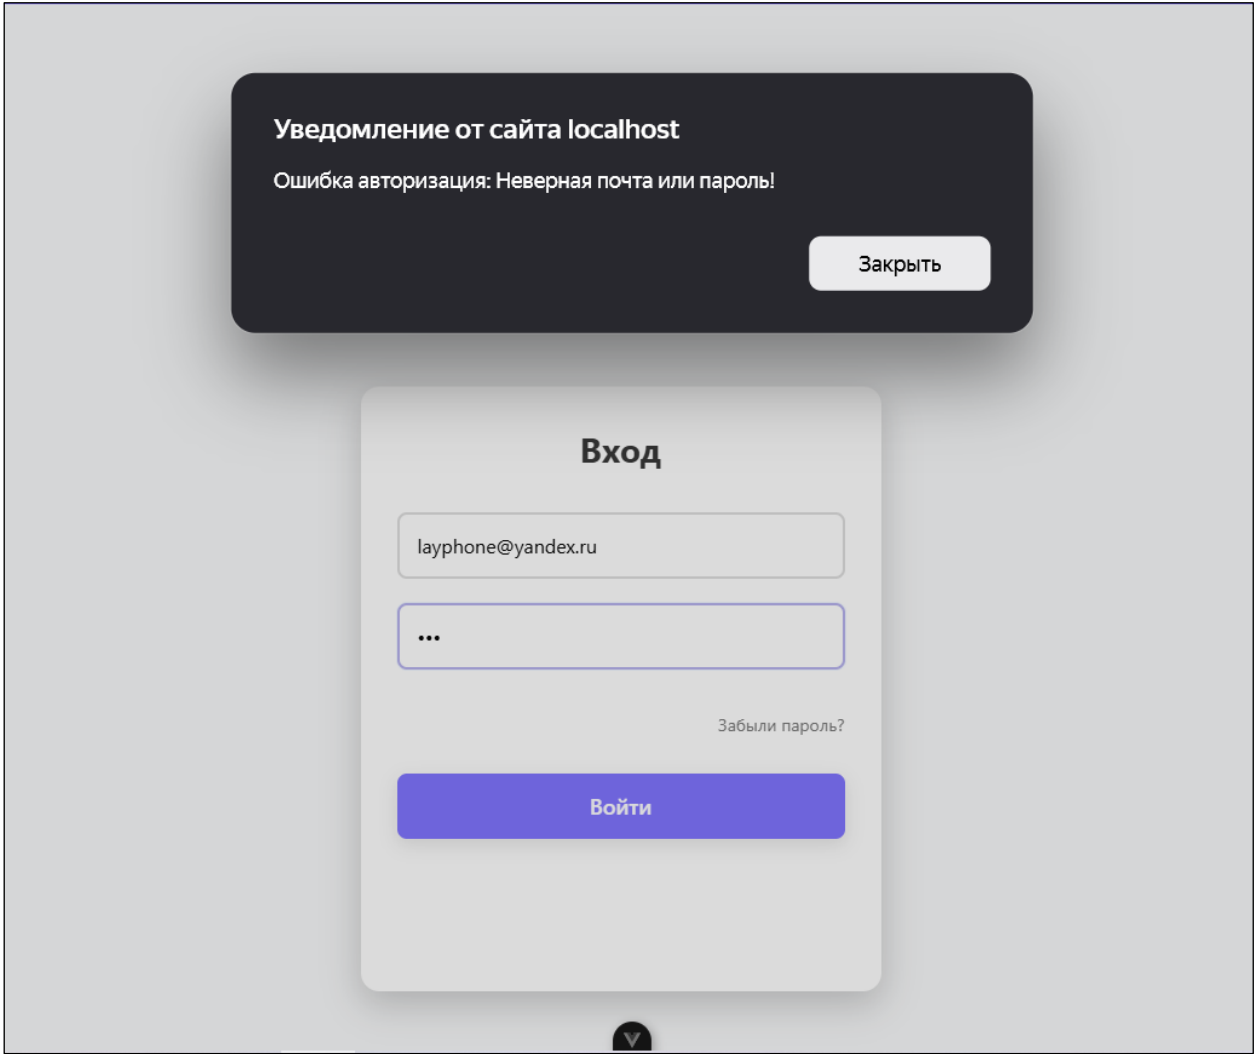 Уведомление от сайта localhost
Ошибка авторизация: Неверная почта или пароль!
Закрыть
Вход
layphone@yandex.ru
•••
Забыли пароль?
Войти